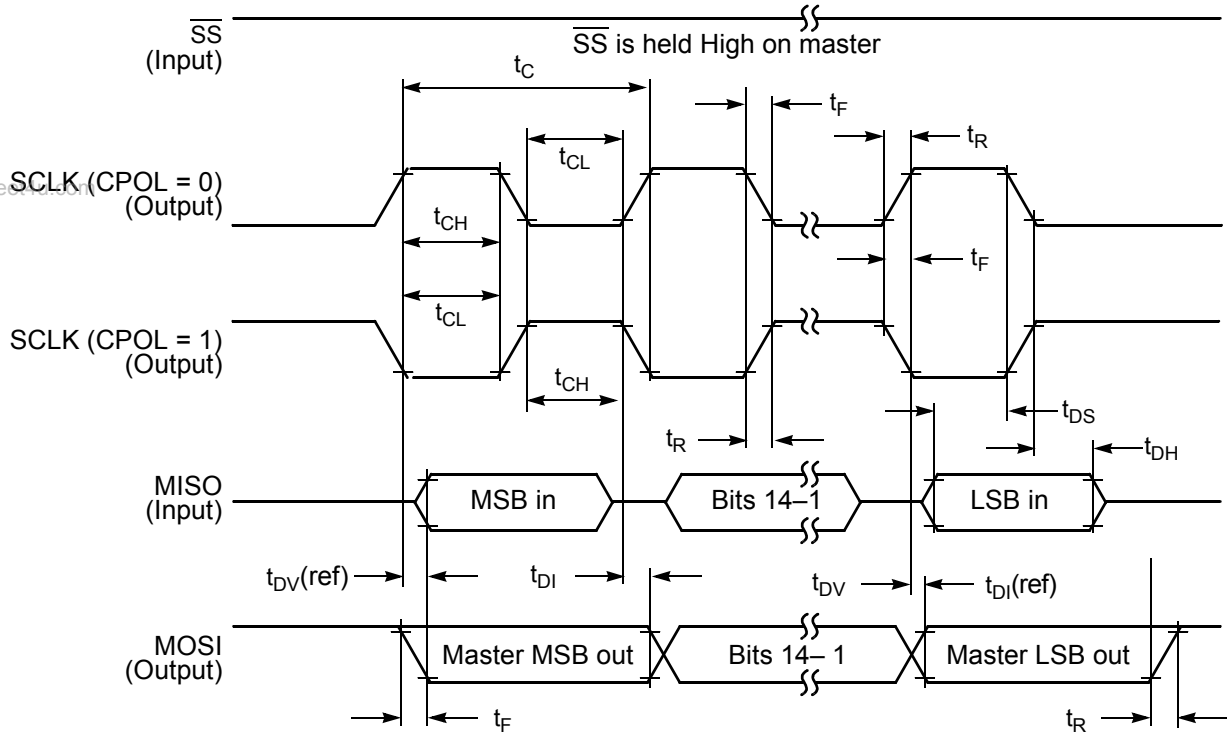 SS
(Input)
SS is held High on master
tC
tF
tR
tCL
SCLK (CPOL = 0)
(Output)
tCH
tF
tCL
SCLK (CPOL = 1)
(Output)
tCH
tDS
tR
tDH
MISO
(Input)
MSB in
Bits 14–1
LSB in
tDV(ref)
tDI
tDV
tDI(ref)
MOSI
(Output)
Master MSB out
Bits 14– 1
Master LSB out
tF
tR